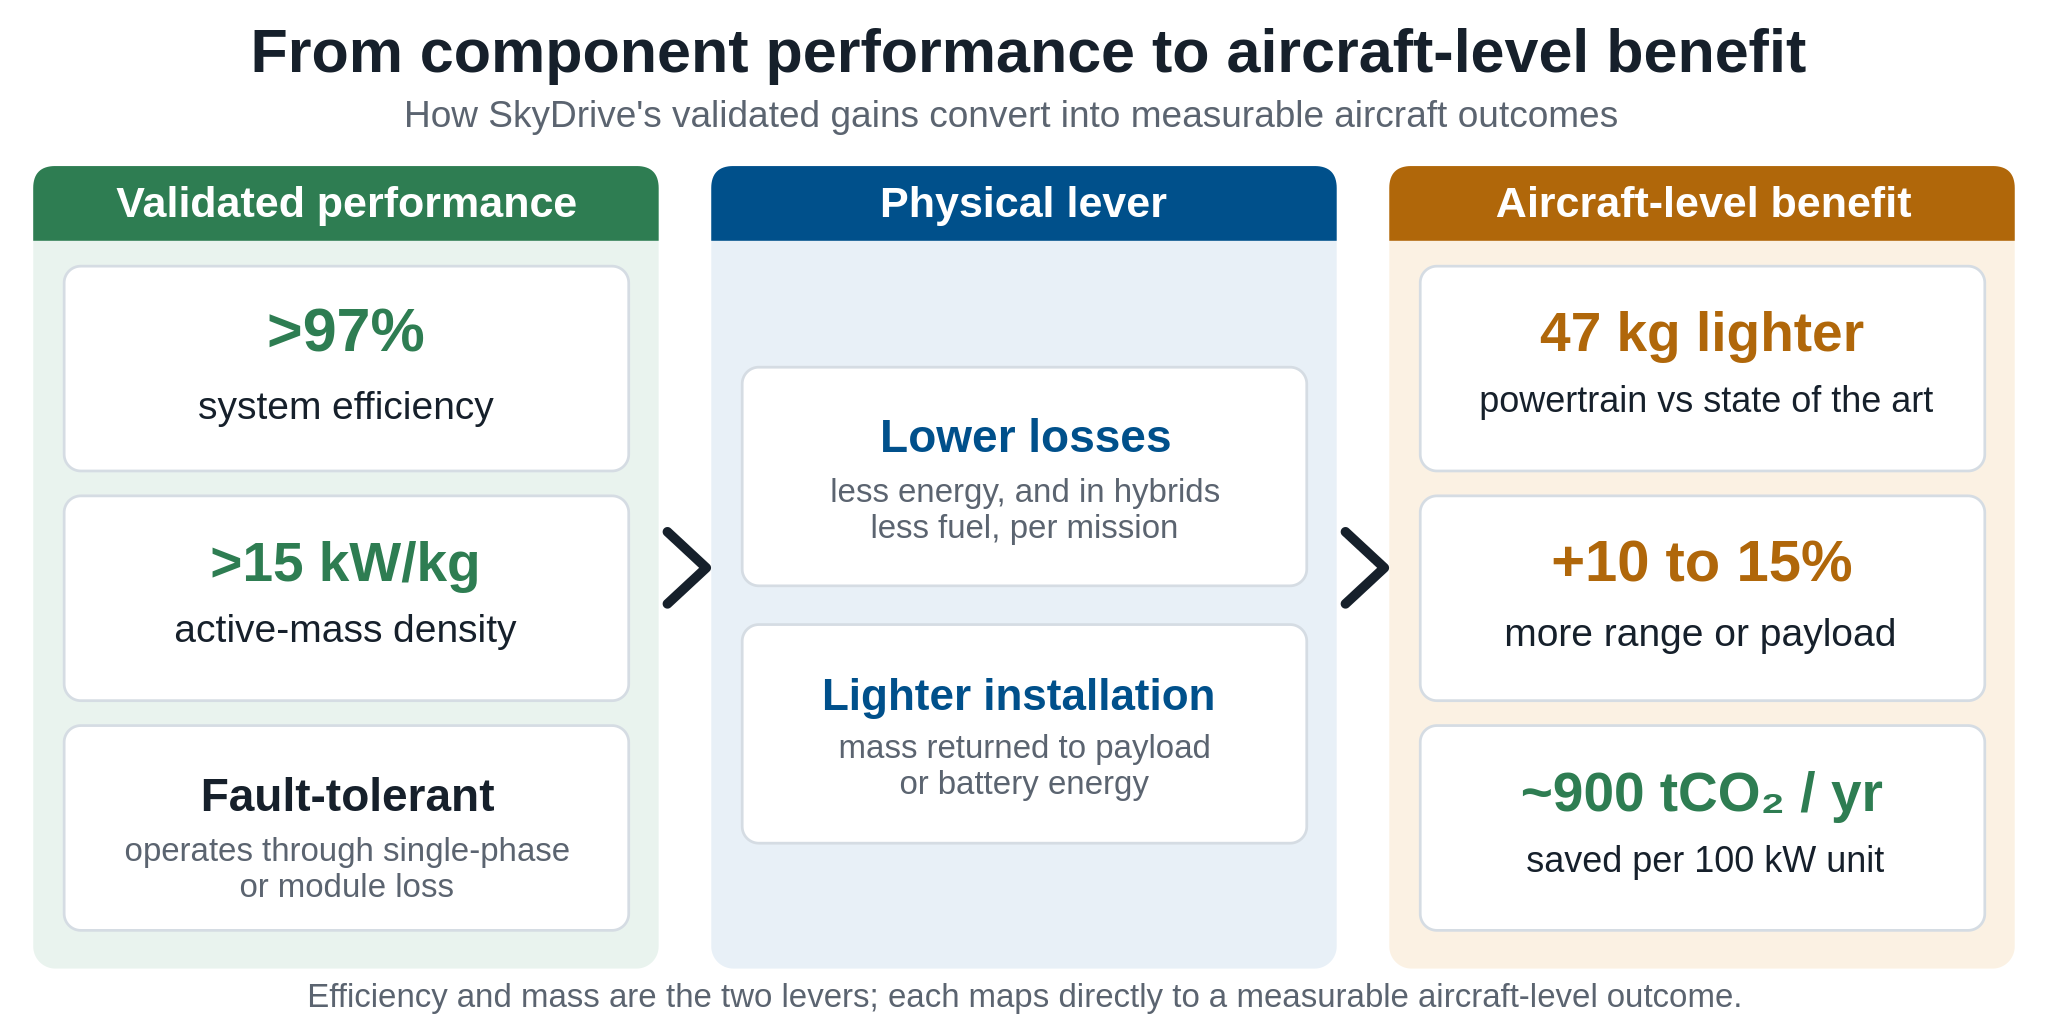 From component performance to aircraft-level benefit
How SkyDrive's validated gains convert into measurable aircraft outcomes
Validated performance
>97%
system efficiency
>15 kW/kg
active-mass density
Fault-tolerant
operates through single-phase
or module loss
Physical lever
Lower losses
less energy, and in hybrids
less fuel, per mission
Lighter installation
mass returned to payload
or battery energy
Aircraft-level benefit
47 kg lighter
powertrain vs state of the art
+10 to 15%
more range or payload
~900 tCO₂ / yr
saved per 100 kW unit
Efficiency and mass are the two levers; each maps directly to a measurable aircraft-level outcome.